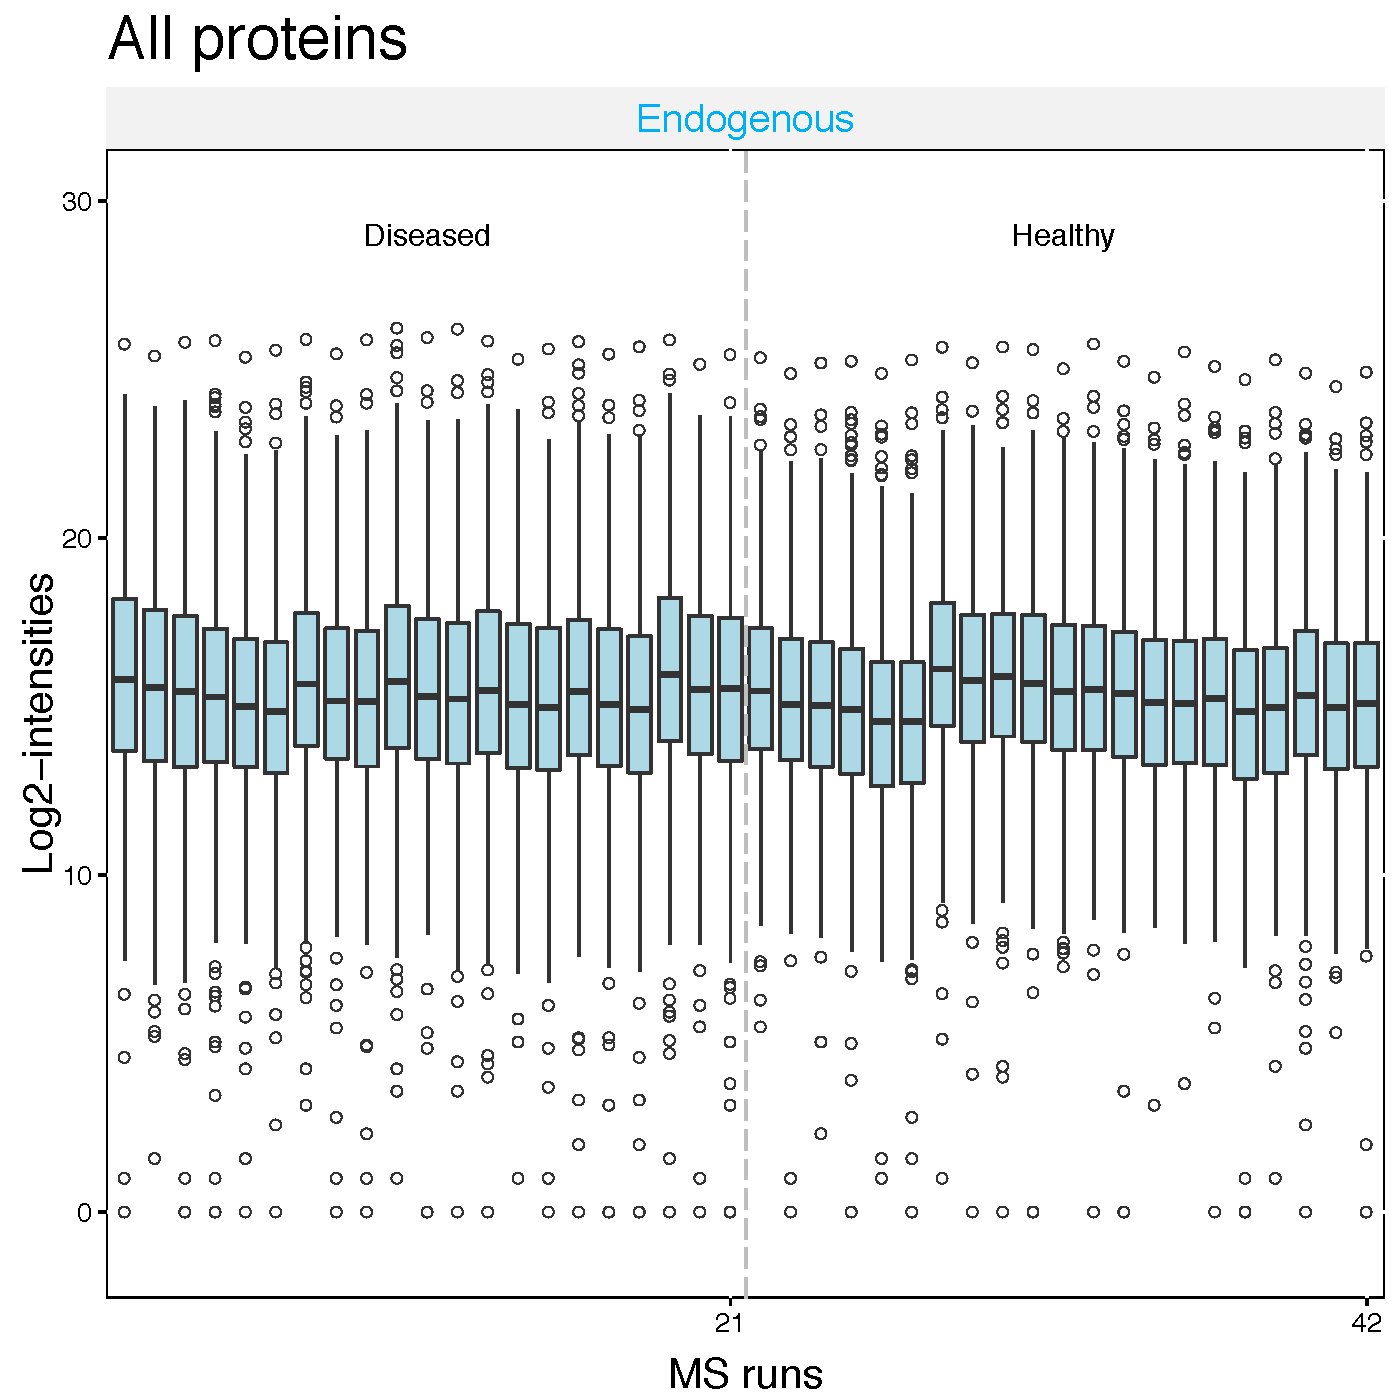 All proteins
Endogenous
Diseased
Healthy
30
20
10
0
Log2-intensities
21
42
MS runs